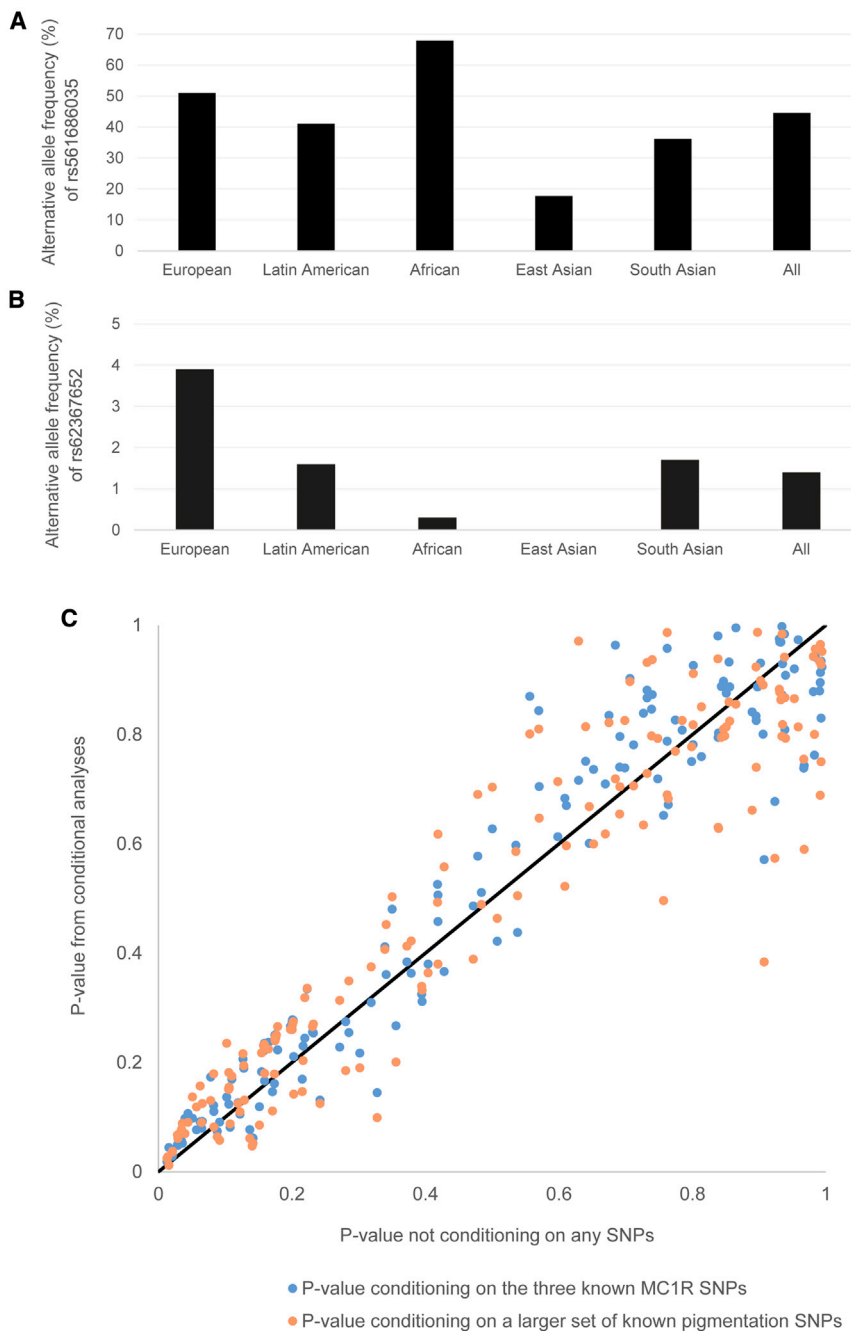 A
Alternative allele frequency (%)
of rs561686035
70
60
50
40
30
20
10
0
European
Latin American
African
East Asian
South Asian
All
B
Alternative allele frequency (%)
of rs62367652
5
4
3
2
1
0
European
Latin American
African
East Asian
South Asian
All
C
P-value from conditional analyses
1
0.8
0.6
0.4
0.2
0
0
0.2
0.4
0.6
0.8
1
P-value not conditioning on any SNPs
P-value conditioning on the three known MC1R SNPs
P-value conditioning on a larger set of known pigmentation SNPs